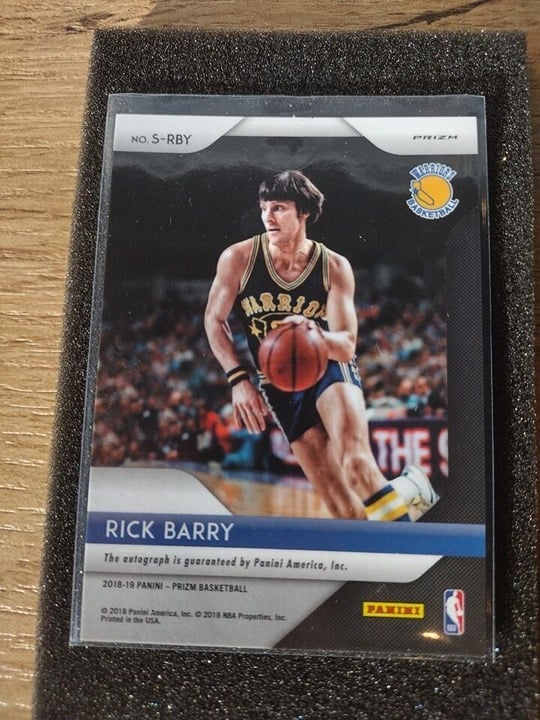 NO. S-RBY
PRIZM
WARRIORS
BASKETBALL
WARRIORS
THE S
RICK BARRY
The autograph is guaranteed by Panini America, Inc.
2018-19 PANINI – PRIZM BASKETBALL
© 2018 Panini America, Inc. © 2018 NBA Properties, Inc.
Printed in the USA.
PANINI
NBA